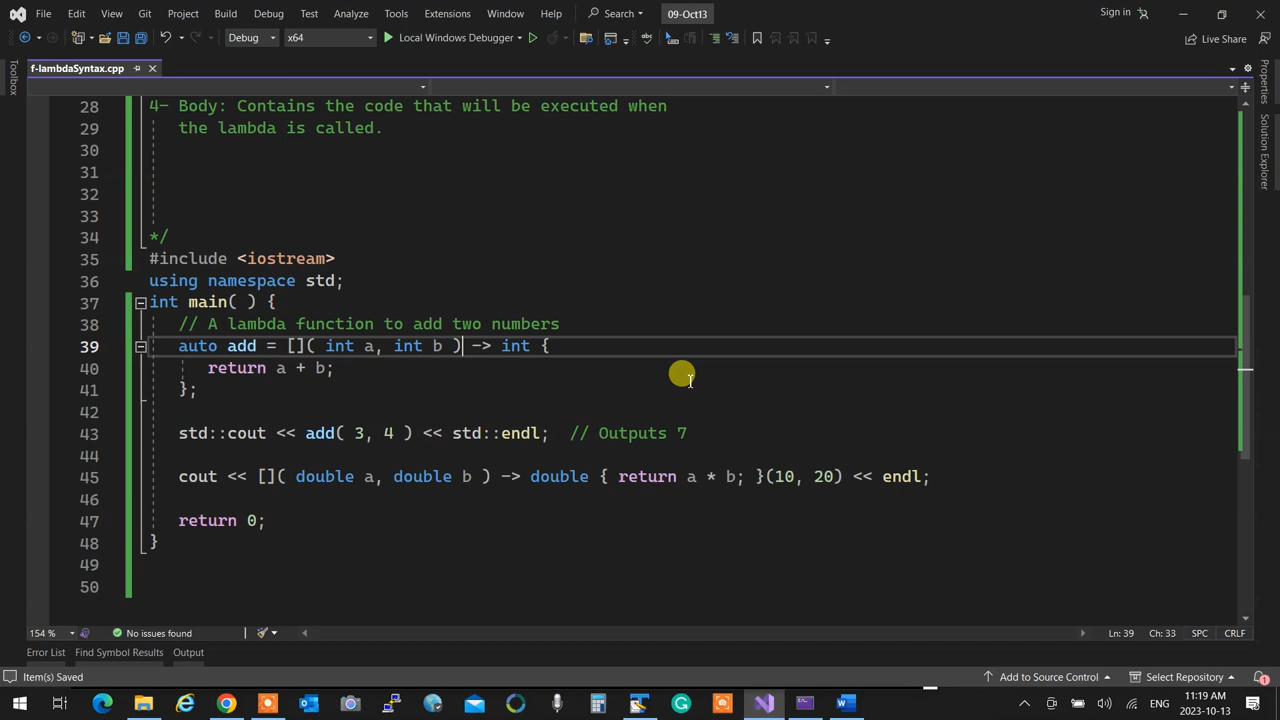 File Edit View Git Project Build Debug Test Analyze Tools Extensions Window Help Search 09-Oct13 Sign in
Debug x64 Local Windows Debugger Live Share
f-lambdaSyntax.cpp
Toolbox
Properties
Solution Explorer
28 4- Body: Contains the code that will be executed when
29 the lambda is called.
30
31
32
33
34 */
35 #include <iostream>
36 using namespace std;
37 int main( ) {
38 // A lambda function to add two numbers
39 auto add = []( int a, int b ) -> int {
40 return a + b;
41 };
42
43 std::cout << add( 3, 4 ) << std::endl; // Outputs 7
44
45 cout << []( double a, double b ) -> double { return a * b; }(10, 20) << endl;
46
47 return 0;
48 }
49
50
154 % No issues found Ln: 39 Ch: 33 SPC CRLF
Error List Find Symbol Results Output
Item(s) Saved Add to Source Control Select Repository 1
11:19 AM
ENG
2023-10-13